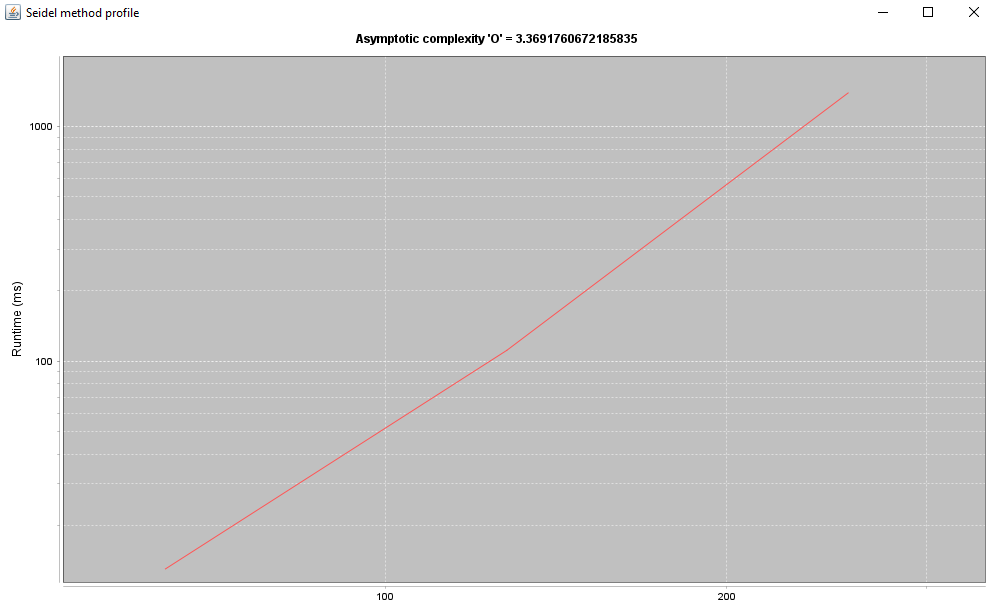 Seidel method profile
Asymptotic complexity 'O' = 3.3691760672185835
1000
Runtime (ms)
100
100
200